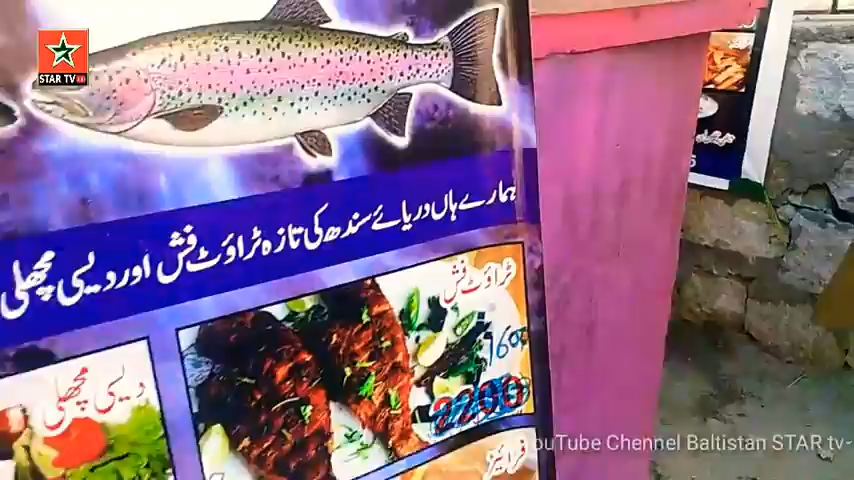 STAR TV
ہمارے ہاں دریائے سندھ کی تازہ ٹراؤٹ فش اور دیسی مچھلی
ٹراؤٹ فش
1600
2200
دیسی مچھلی
فرائیز
YouTube Chennel Baltistan STAR tv-